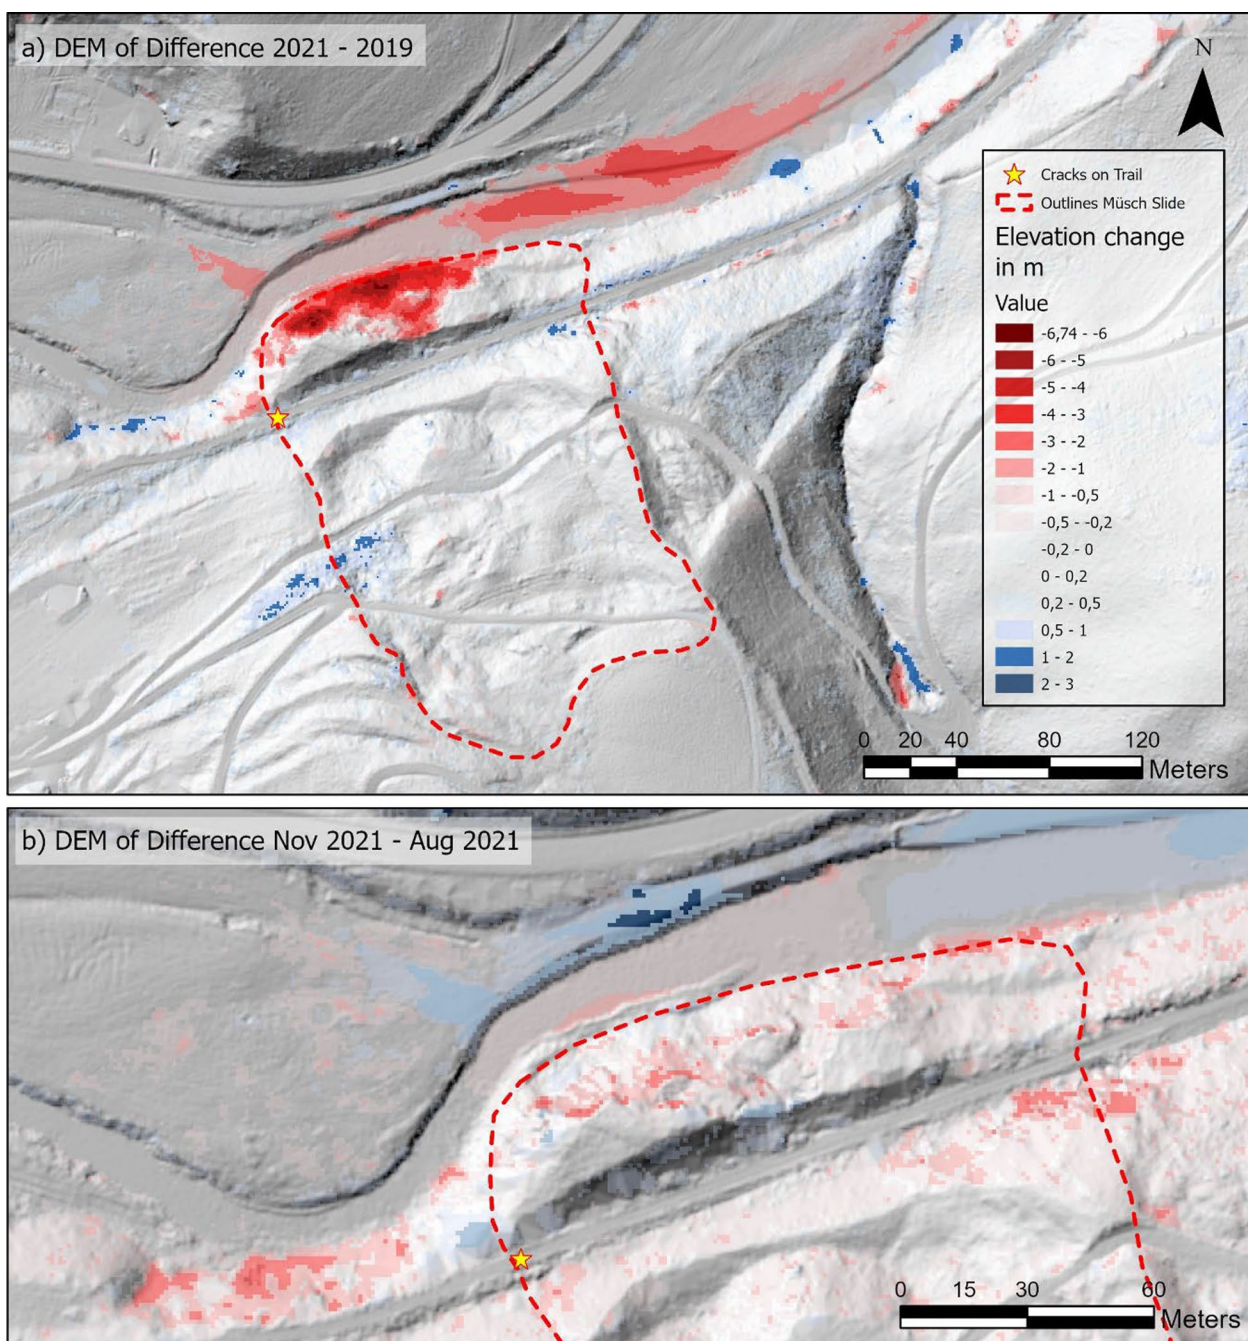 a) DEM of Difference 2021 - 2019
N
Cracks on Trail
Outlines Müsch Slide
Elevation change
in m
Value
-6,74 - -6
-6 - -5
-5 - -4
-4 - -3
-3 - -2
-2 - -1
-1 - -0,5
-0,5 - -0,2
-0,2 - 0
0 - 0,2
0,2 - 0,5
0,5 - 1
1 - 2
2 - 3
0 20 40 80 120
Meters
b) DEM of Difference Nov 2021 - Aug 2021
0 15 30 60
Meters